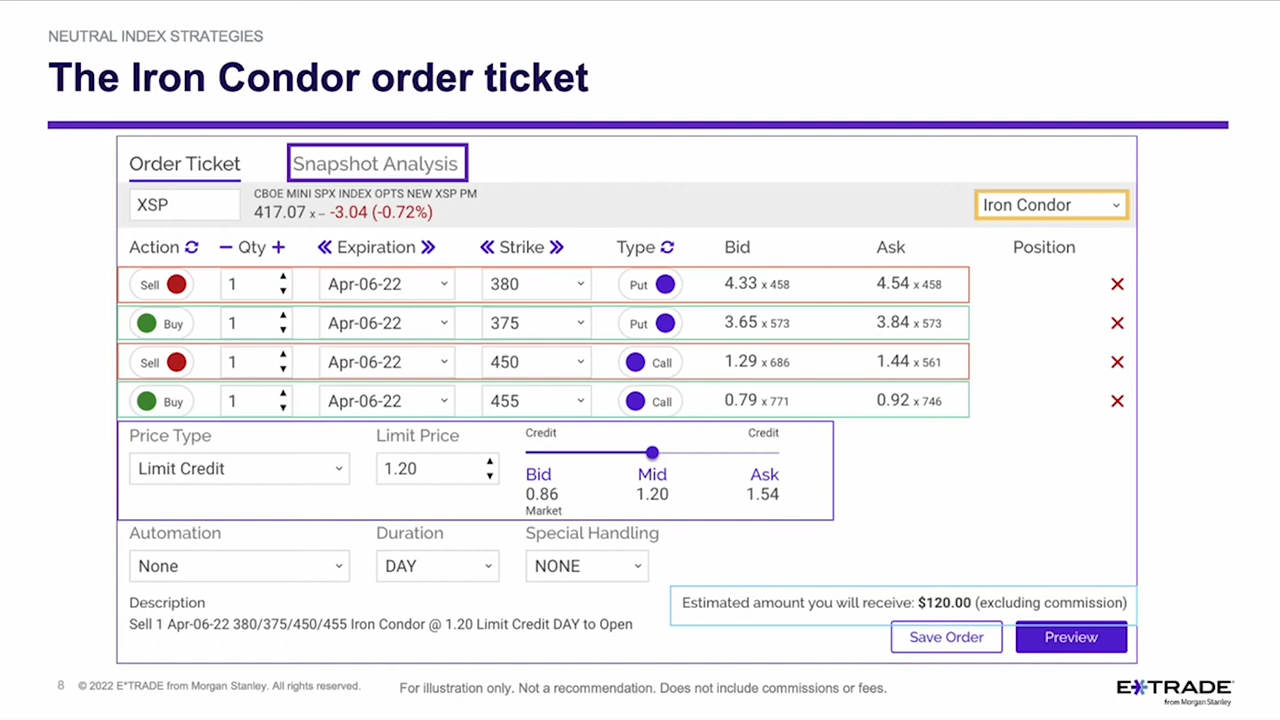 NEUTRAL INDEX STRATEGIES
The Iron Condor order ticket
Order Ticket Snapshot Analysis
XSP CBOE MINI SPX INDEX OPTS NEW XSP PM Iron Condor
417.07 x -- -3.04 (-0.72%)
Action − Qty + « Expiration » « Strike » Type Bid Ask Position
Sell 1 Apr-06-22 380 Put 4.33 x 458 4.54 x 458 ×
Buy 1 Apr-06-22 375 Put 3.65 x 573 3.84 x 573 ×
Sell 1 Apr-06-22 450 Call 1.29 x 686 1.44 x 561 ×
Buy 1 Apr-06-22 455 Call 0.79 x 771 0.92 x 746 ×
Price Type Limit Price Credit Credit
Limit Credit 1.20 Bid Mid Ask
0.86 1.20 1.54
Market
Automation Duration Special Handling
None DAY NONE
Description Estimated amount you will receive: $120.00 (excluding commission)
Sell 1 Apr-06-22 380/375/450/455 Iron Condor @ 1.20 Limit Credit DAY to Open
Save Order Preview
8 © 2022 E*TRADE from Morgan Stanley. All rights reserved. For illustration only. Not a recommendation. Does not include commissions or fees.
E*TRADE
from Morgan Stanley